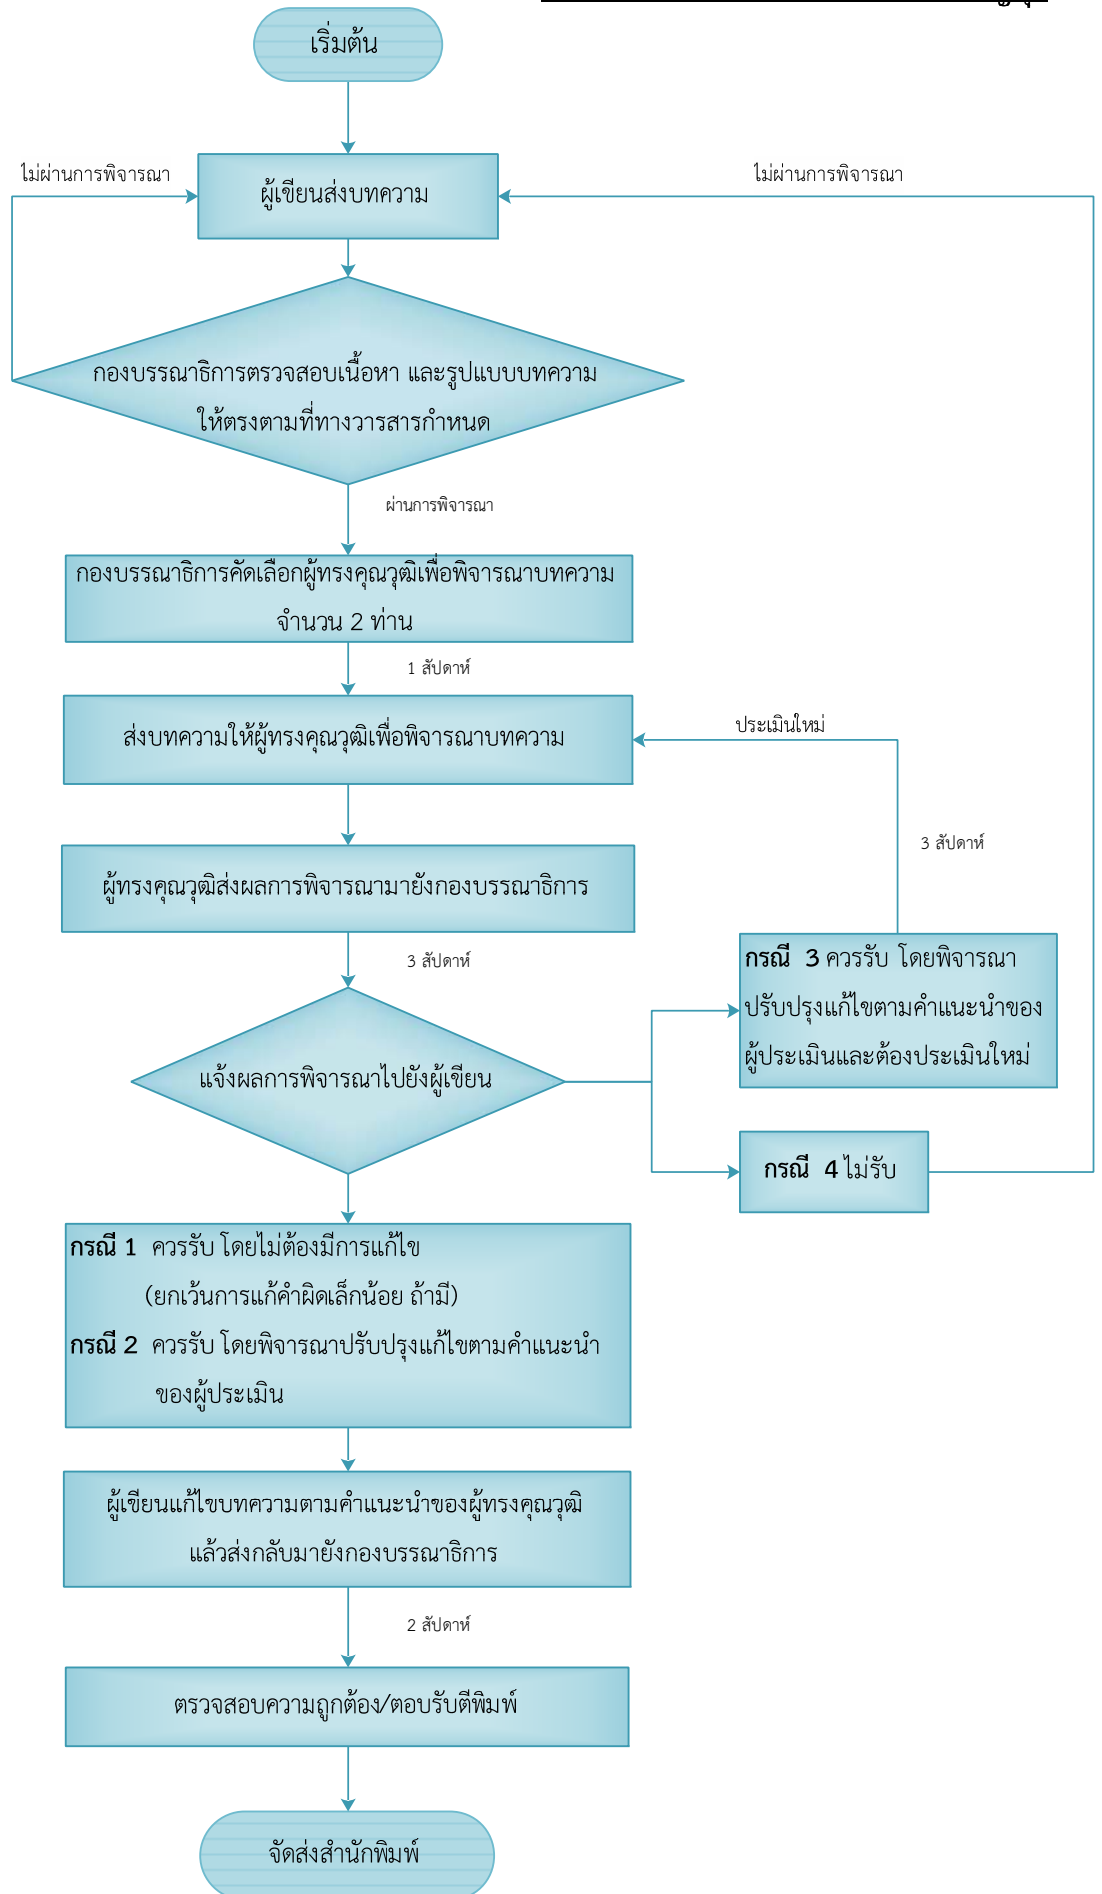 เริ่มต้น
ไม่ผ่านการพิจารณา
ผู้เขียนส่งบทความ
ไม่ผ่านการพิจารณา
กองบรรณาธิการตรวจสอบเนื้อหา และรูปแบบบทความ
ให้ตรงตามที่ทางวารสารกำหนด
ผ่านการพิจารณา
กองบรรณาธิการคัดเลือกผู้ทรงคุณวุฒิเพื่อพิจารณาบทความ
จำนวน 2 ท่าน
1 สัปดาห์
ส่งบทความให้ผู้ทรงคุณวุฒิเพื่อพิจารณาบทความ
ประเมินใหม่
3 สัปดาห์
ผู้ทรงคุณวุฒิส่งผลการพิจารณามายังกองบรรณาธิการ
3 สัปดาห์
กรณี 3 ควรรับ โดยพิจารณา
ปรับปรุงแก้ไขตามคำแนะนำของ
ผู้ประเมินและต้องประเมินใหม่
แจ้งผลการพิจารณาไปยังผู้เขียน
กรณี 4 ไม่รับ
กรณี 1 ควรรับ โดยไม่ต้องมีการแก้ไข
(ยกเว้นการแก้คำผิดเล็กน้อย ถ้ามี)
กรณี 2 ควรรับ โดยพิจารณาปรับปรุงแก้ไขตามคำแนะนำ
ของผู้ประเมิน
ผู้เขียนแก้ไขบทความตามคำแนะนำของผู้ทรงคุณวุฒิ
แล้วส่งกลับมายังกองบรรณาธิการ
2 สัปดาห์
ตรวจสอบความถูกต้อง/ตอบรับตีพิมพ์
จัดส่งสำนักพิมพ์